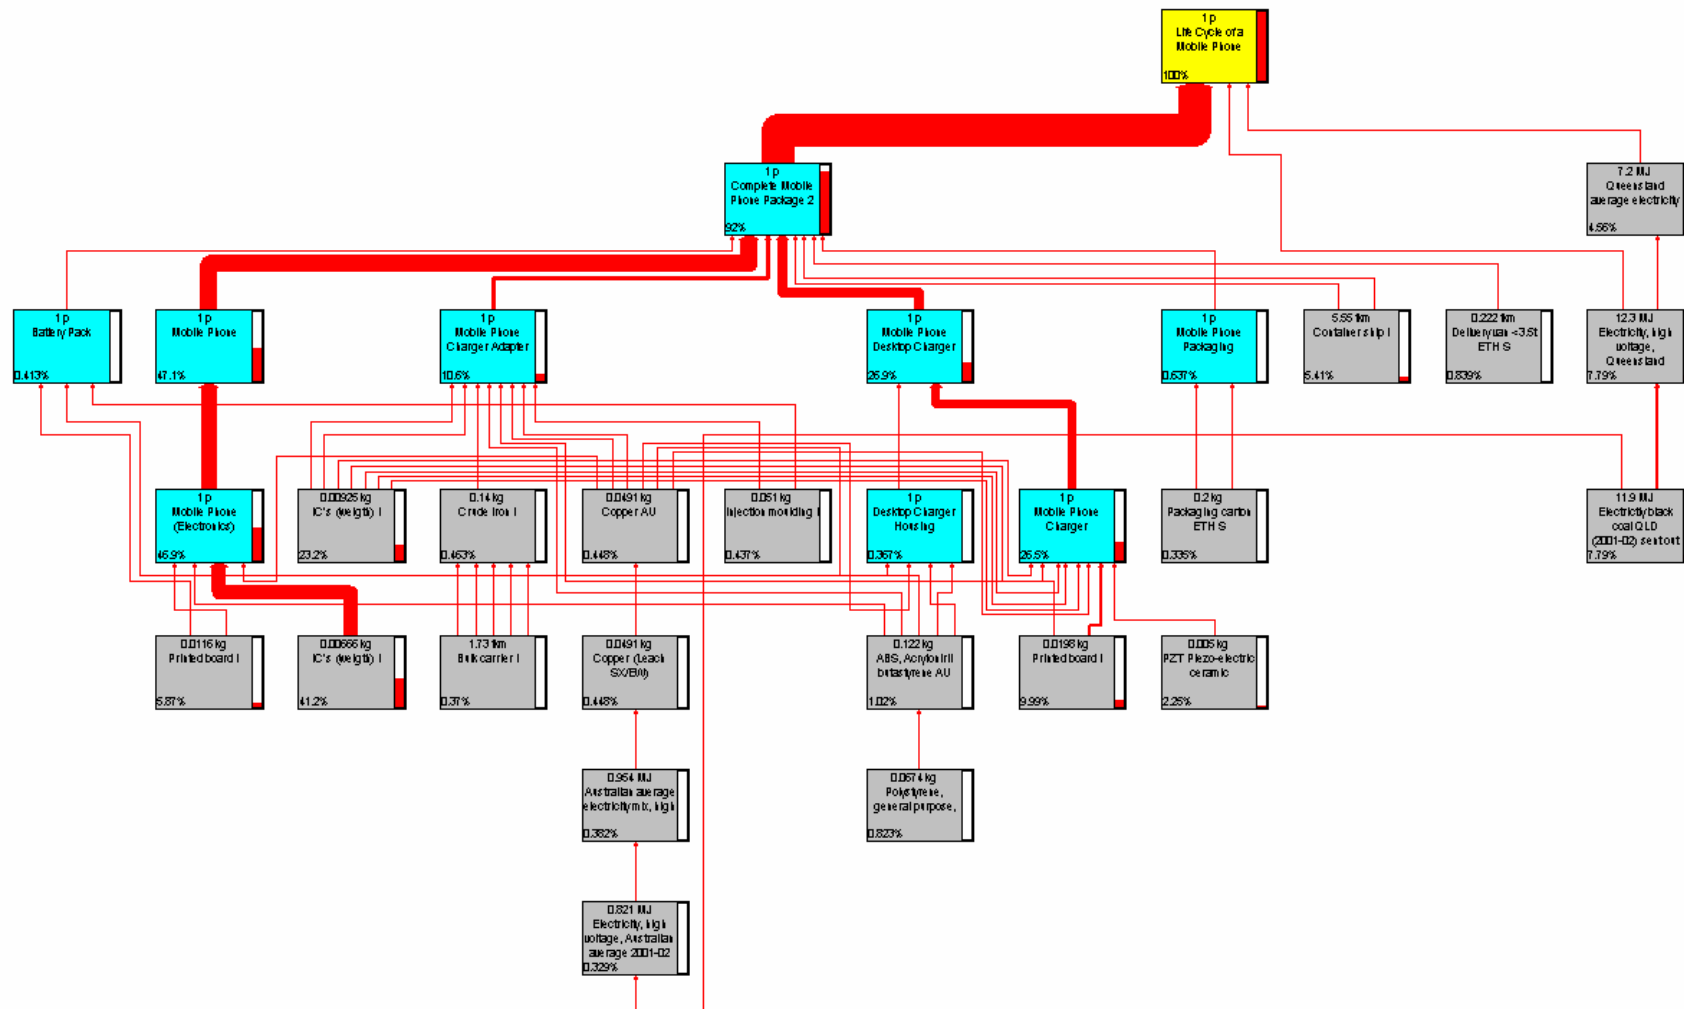 1 p
Life Cycle of a
Mobile Phone
100%
1 p
Complete Mobile
Phone Package 2
92%
7.2 MJ
Queensland
average electricity
4.56%
1 p
Battery Pack
0.413%
1 p
Mobile Phone
47.1%
1 p
Mobile Phone
Charger Adapter
10.6%
1 p
Mobile Phone
Desktop Charger
26.9%
1 p
Mobile Phone
Packaging
0.637%
5.55 tkm
Container ship I
5.41%
0.222 tkm
Delivery van <3.5t
ETH S
0.839%
12.3 MJ
Electricity, high
voltage,
Queensland
7.79%
1 p
Mobile Phone
(Electronics)
46.9%
0.00925 kg
IC's (weigth) I
23.2%
0.14 kg
Crude Iron I
0.463%
0.0491 kg
Copper AU
0.448%
0.051 kg
Injection moulding I
0.437%
1 p
Desktop Charger
Housing
0.367%
1 p
Mobile Phone
Charger
26.5%
0.2 kg
Packaging carton
ETH S
0.335%
11.9 MJ
Electricity black
coal QLD
(2001-02) sent out
7.79%
0.0116 kg
Printed board I
5.87%
0.00666 kg
IC's (weigth) I
41.2%
1.73 tkm
Bulk carrier I
0.37%
0.0491 kg
Copper (Leach
SX/EW)
0.448%
0.122 kg
ABS, Acrylonitril
butastyrene AU
1.02%
0.0198 kg
Printed board I
9.99%
0.005 kg
PZT Piezo-electric
ceramic
2.25%
0.954 MJ
Australian average
electricity mix, high
0.382%
0.0674 kg
Polystyrene,
general purpose,
0.823%
0.821 MJ
Electricity, high
voltage, Australian
average 2001-02
0.329%